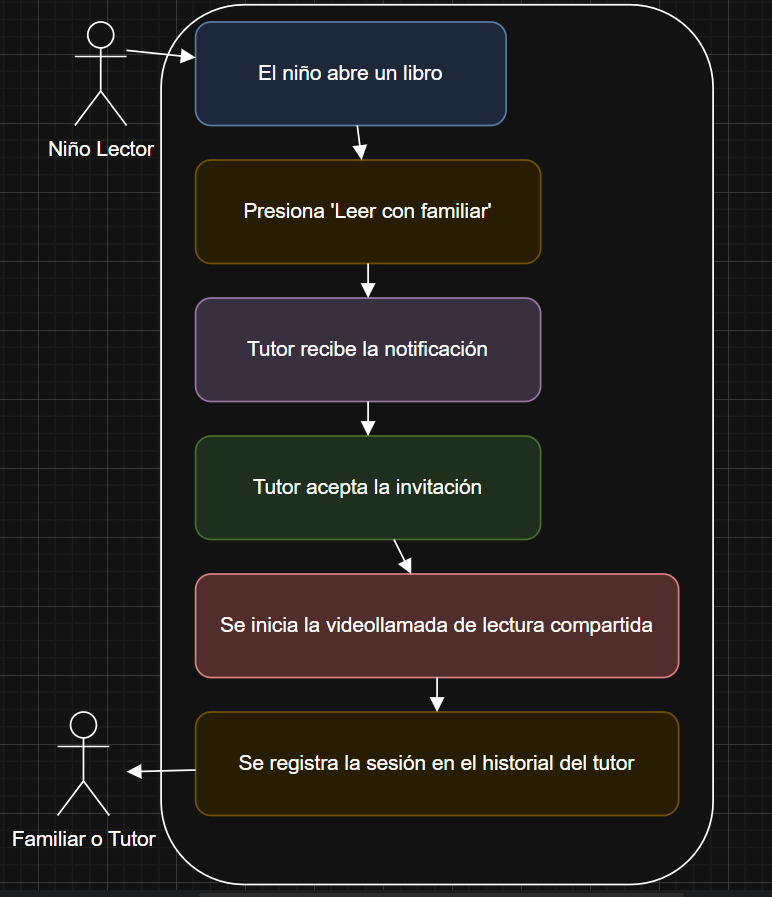 El niño abre un libro
Niño Lector
Presiona 'Leer con familiar'
Tutor recibe la notificación
Tutor acepta la invitación
Se inicia la videollamada de lectura compartida
Se registra la sesión en el historial del tutor
Familiar o Tutor